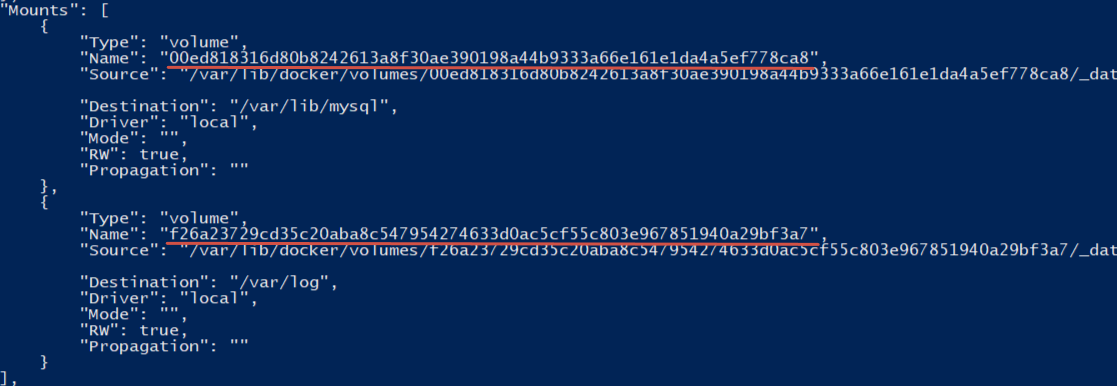 "Mounts": [
{
"Type": "volume",
"Name": "00ed818316d80b8242613a8f30ae390198a44b9333a66e161e1da4a5ef778ca8",
"Source": "/var/lib/docker/volumes/00ed818316d80b8242613a8f30ae390198a44b9333a66e161e1da4a5ef778ca8/_dat
"Destination": "/var/lib/mysql",
"Driver": "local",
"Mode": "",
"RW": true,
"Propagation": ""
},
{
"Type": "volume",
"Name": "f26a23729cd35c20aba8c547954274633d0ac5cf55c803e967851940a29bf3a7",
"Source": "/var/lib/docker/volumes/f26a23729cd35c20aba8c547954274633d0ac5cf55c803e967851940a29bf3a7/_dat
"Destination": "/var/log",
"Driver": "local",
"Mode": "",
"RW": true,
"Propagation": ""
}
],